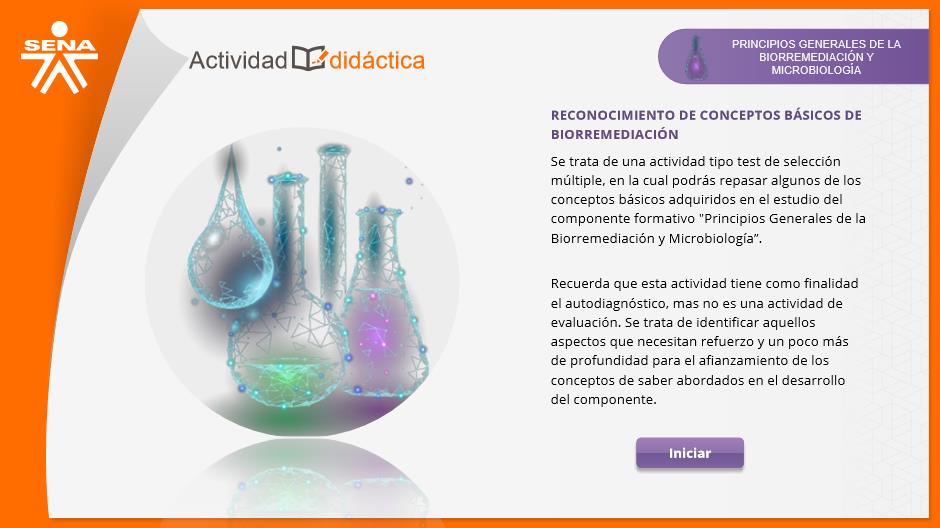 SENA
Actividad didáctica
PRINCIPIOS GENERALES DE LA
BIORREMEDIACIÓN Y
MICROBIOLOGÍA
RECONOCIMIENTO DE CONCEPTOS BÁSICOS DE
BIORREMEDIACIÓN
Se trata de una actividad tipo test de selección
múltiple, en la cual podrás repasar algunos de los
conceptos básicos adquiridos en el estudio del
componente formativo "Principios Generales de la
Biorremediación y Microbiología”.
Recuerda que esta actividad tiene como finalidad
el autodiagnóstico, mas no es una actividad de
evaluación. Se trata de identificar aquellos
aspectos que necesitan refuerzo y un poco más
de profundidad para el afianzamiento de los
conceptos de saber abordados en el desarrollo
del componente.
Iniciar